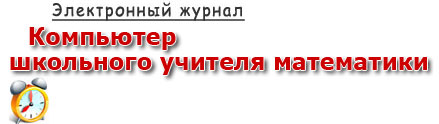 Электронный журнал
Компьютер
школьного учителя математики